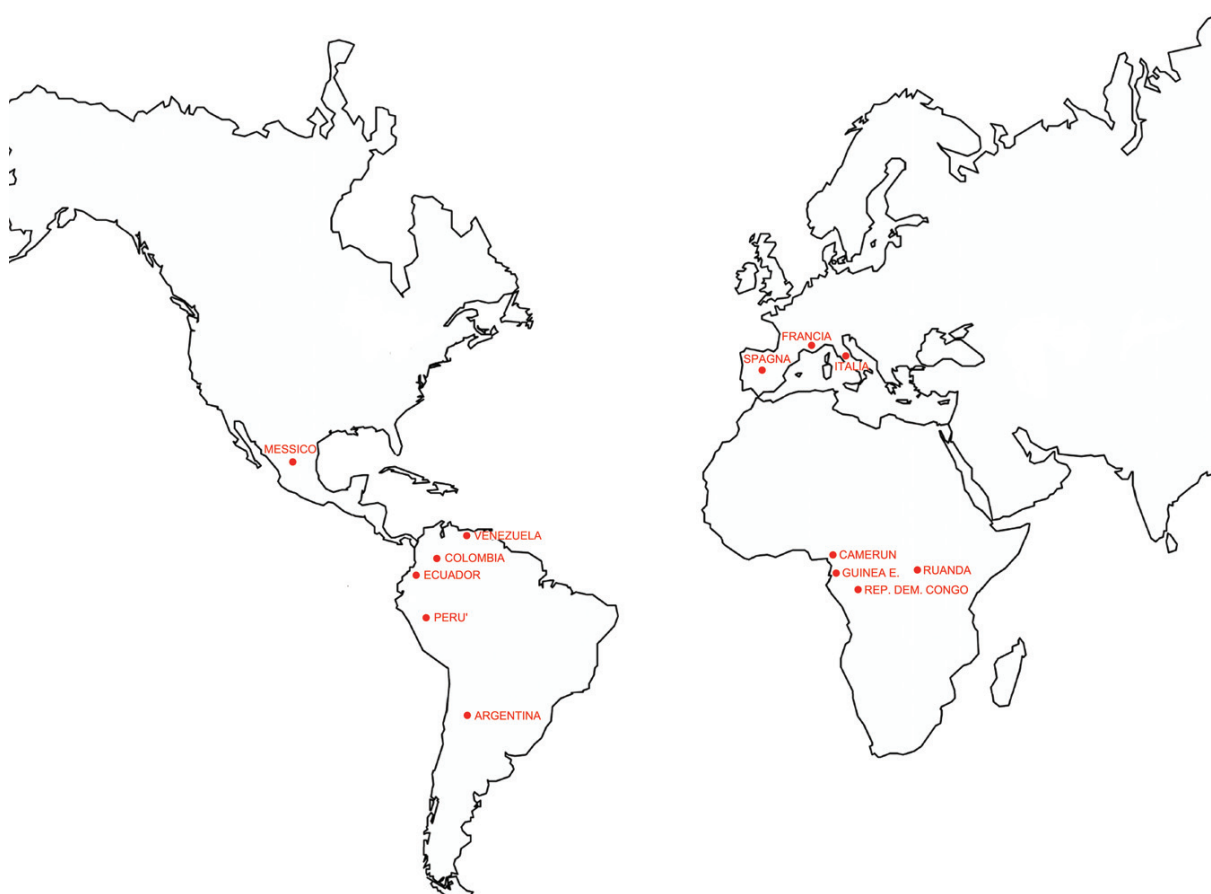 FRANCIA
SPAGNA
ITALIA
MESSICO
VENEZUELA
COLOMBIA
ECUADOR
PERU'
ARGENTINA
CAMERUN
GUINEA E.
RUANDA
REP. DEM. CONGO